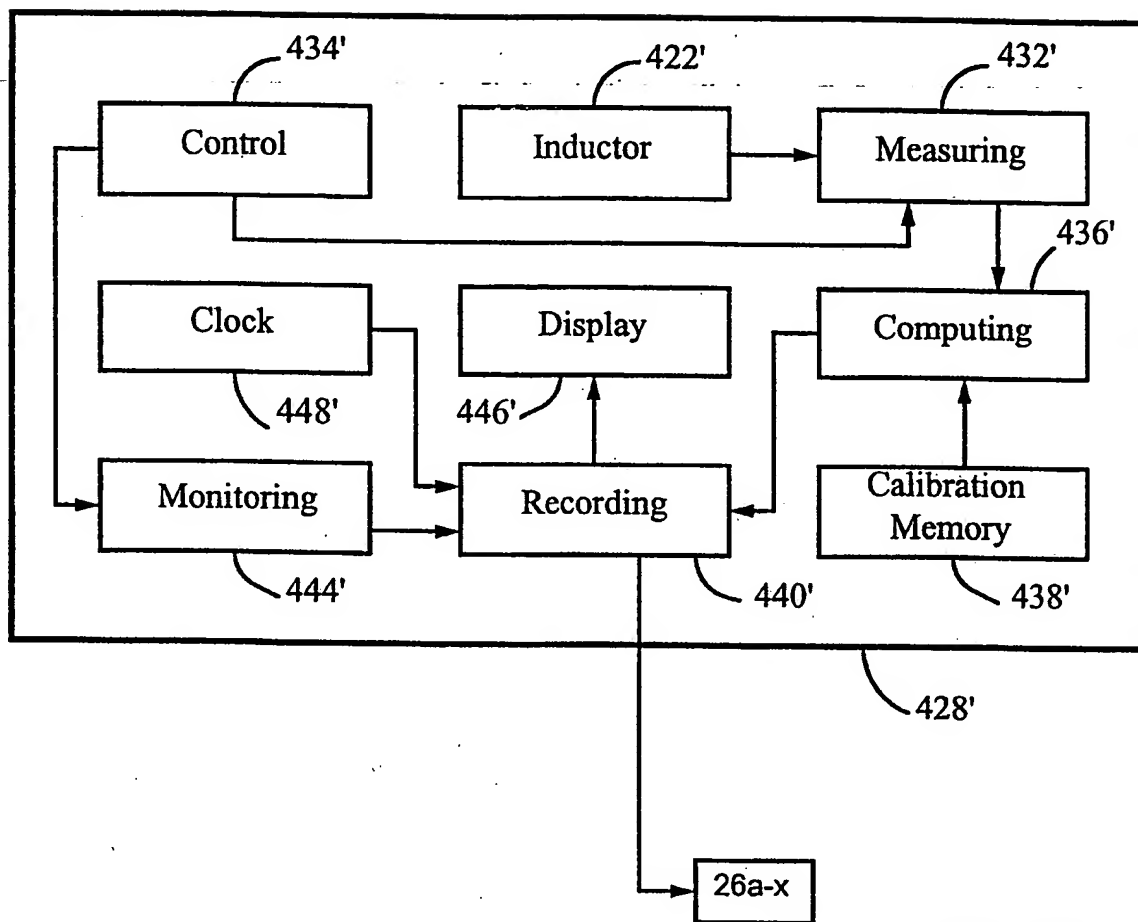 434'
422'
432'
Control
Inductor
Measuring
436'
Clock
Display
Computing
448'
446'
Monitoring
Recording
Calibration
Memory
444'
440'
438'
428'
26a-x